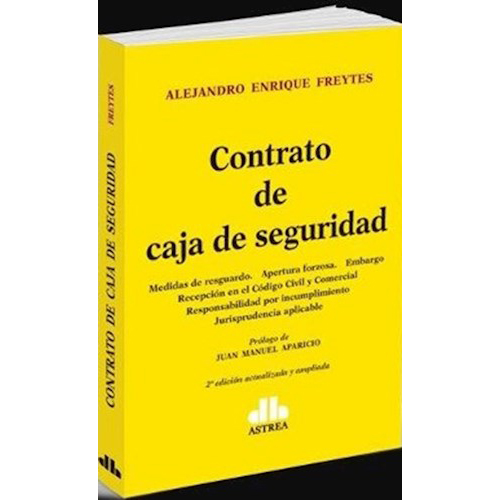 ALEJANDRO ENRIQUE FREYTES
Contrato
de
caja de seguridad
Medidas de resguardo. Apertura forzosa. Embargo
Recepción en el Código Civil y Comercial
Responsabilidad por incumplimiento
Jurisprudencia aplicable
Prólogo de
JUAN MANUEL APARICIO
2ª edición actualizada y ampliada
ASTREA
FREYTES
CONTRATO DE CAJA DE SEGURIDAD